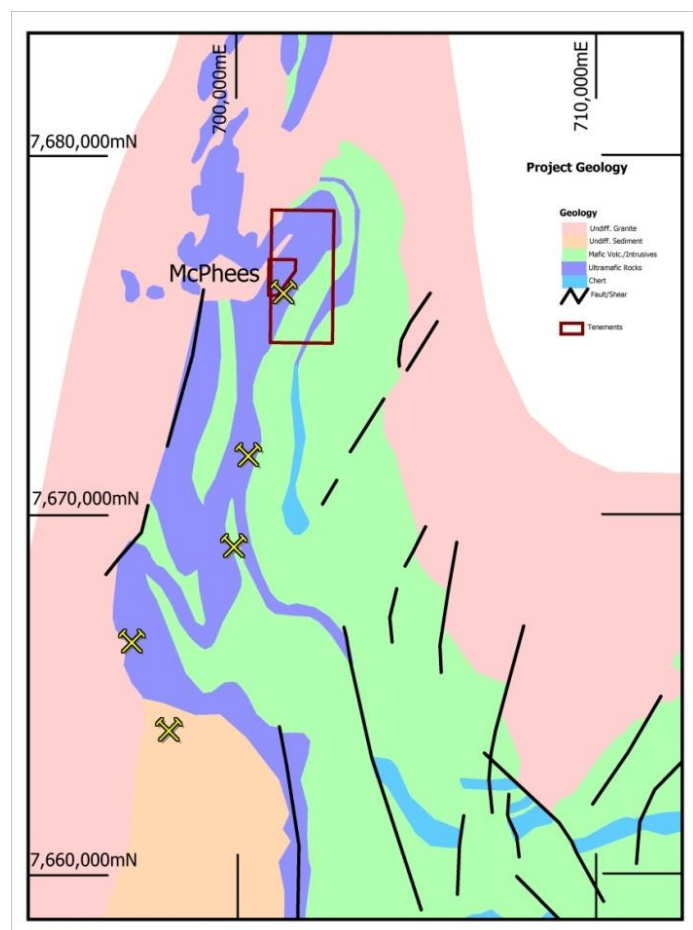 700,000mE
710,000mE
7,680,000mN
Project Geology
Geology
Undiff. Granite
Undiff. Sediment
Mafic Volc./Intrusives
Ultramafic Rocks
Chert
Fault/Shear
Tenements
McPhees
7,670,000mN
7,660,000mN